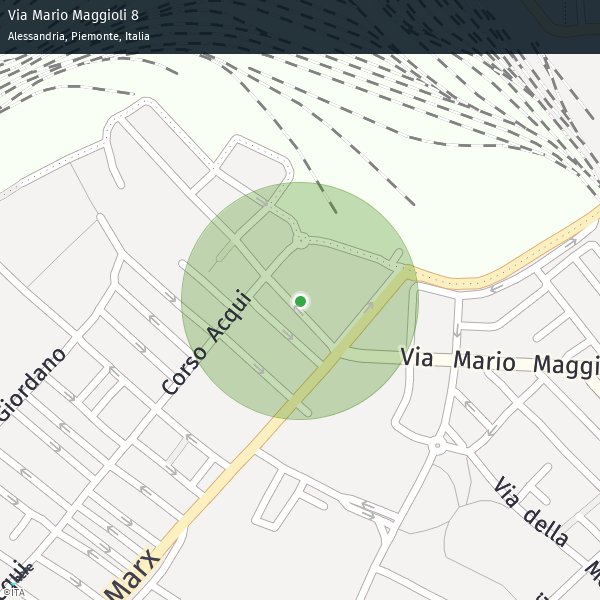 Via Mario Maggioli 8
Alessandria, Piemonte, Italia
Corso Acqui
Giordano
Via Mario Maggi
Via della
Marx
©ITA